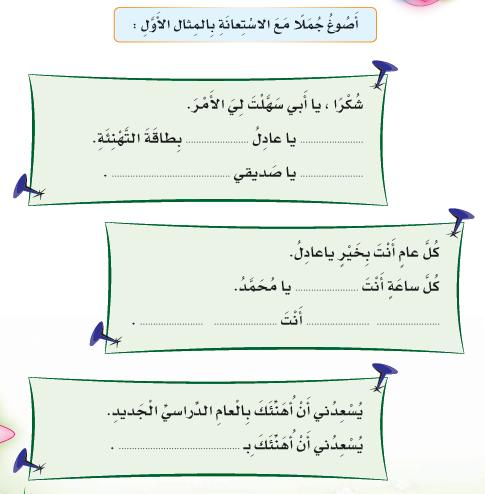 أَصُوغُ جُمَلًا مَعَ الاسْتِعانَةِ بِالمِثالِ الأَوَّلِ :
شُكْرًا ، يا أَبي سَهَّلْتَ لِيَ الأَمْرَ.
.................... يا عادِلُ .................... بِطاقَةَ التَّهْنِئَةِ.
.................... يا صَديقي .................................... .
كُلَّ عامٍ أَنْتَ بِخَيْرٍ ياعادِلُ.
كُلَّ ساعَةٍ أَنْتَ .................... يا مُحَمَّدُ.
.................... .................... أَنْتَ .................... .................... .
يُسْعِدُني أَنْ أُهَنِّئَكَ بِالْعامِ الدِّراسيِّ الْجَديدِ.
يُسْعِدُني أَنْ أُهَنِّئَكَ بِـ .................................... .